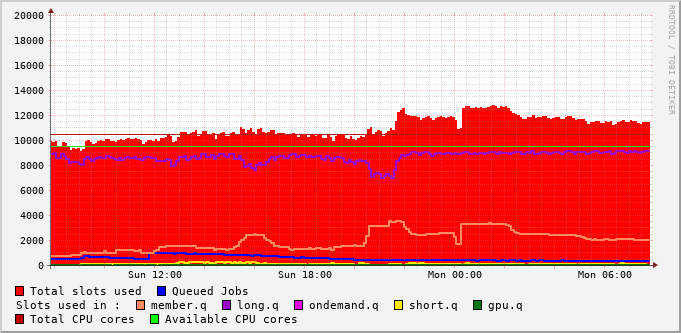 20000
18000
16000
14000
12000
10000
8000
6000
4000
2000
0
Sun 12:00 Sun 18:00 Mon 00:00 Mon 06:00
RRDTOOL / TOBI OETIKER
Total slots used Queued Jobs
Slots used in : member.q long.q ondemand.q short.q gpu.q
Total CPU cores Available CPU cores